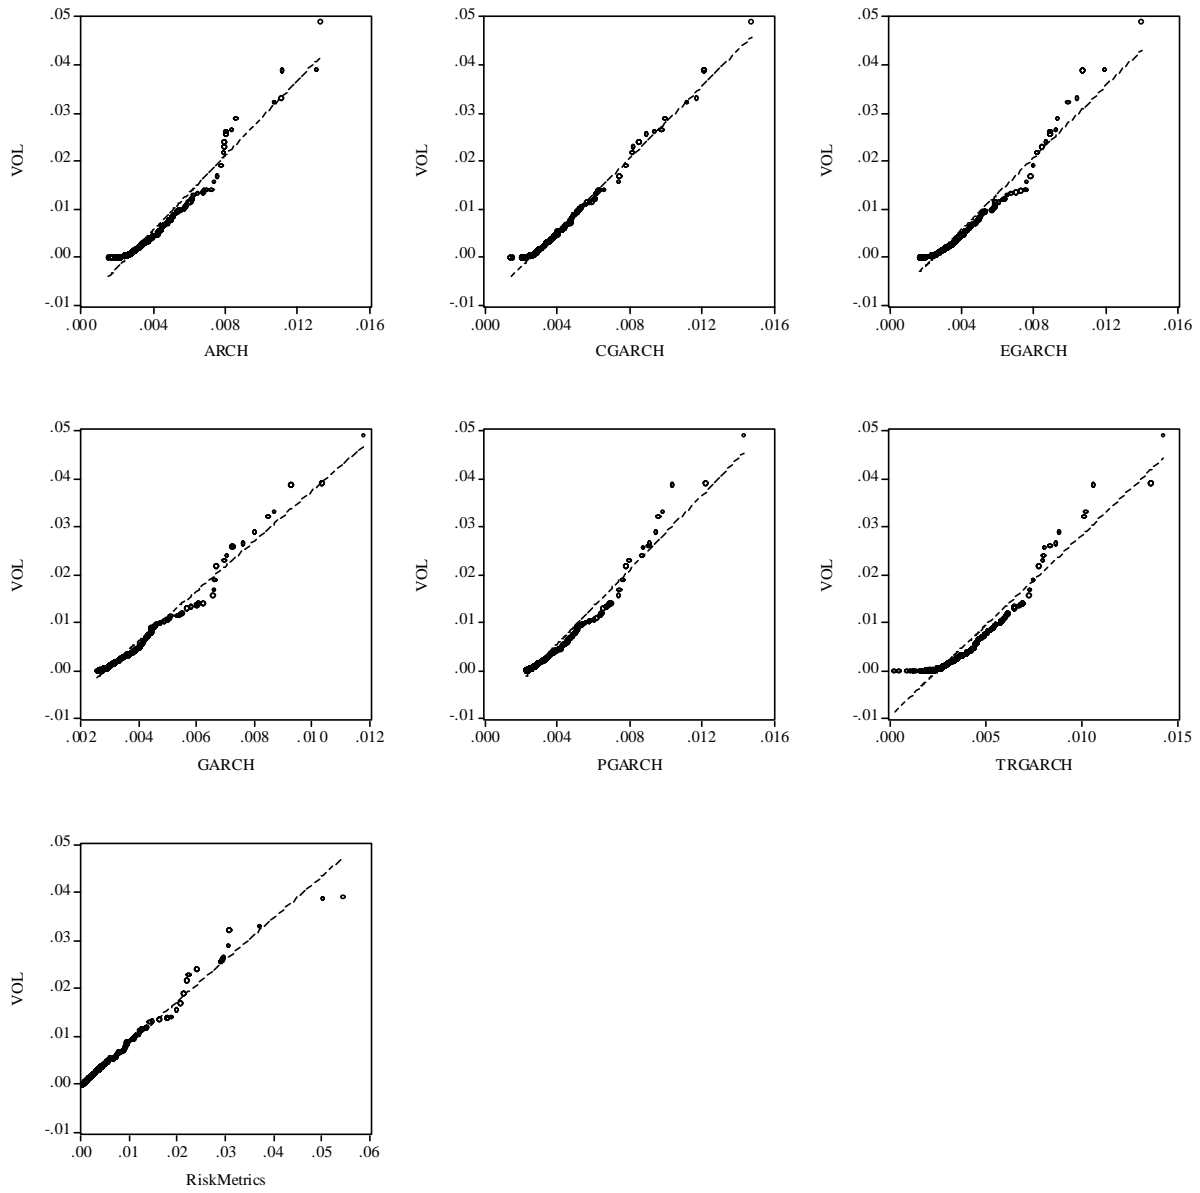 .05 .05 .05
.04 .04 .04
.03 .03 .03
VOL VOL VOL
.02 .02 .02
.01 .01 .01
.00 .00 .00
-.01 -.01 -.01
.000 .004 .008 .012 .016 .000 .004 .008 .012 .016 .000 .004 .008 .012 .016
ARCH CGARCH EGARCH
.05 .05 .05
.04 .04 .04
.03 .03 .03
VOL VOL VOL
.02 .02 .02
.01 .01 .01
.00 .00 .00
-.01 -.01 -.01
.002 .004 .006 .008 .010 .012 .000 .004 .008 .012 .016 .000 .005 .010 .015
GARCH PGARCH TRGARCH
.05
.04
.03
VOL
.02
.01
.00
-.01
.00 .01 .02 .03 .04 .05 .06
RiskMetrics